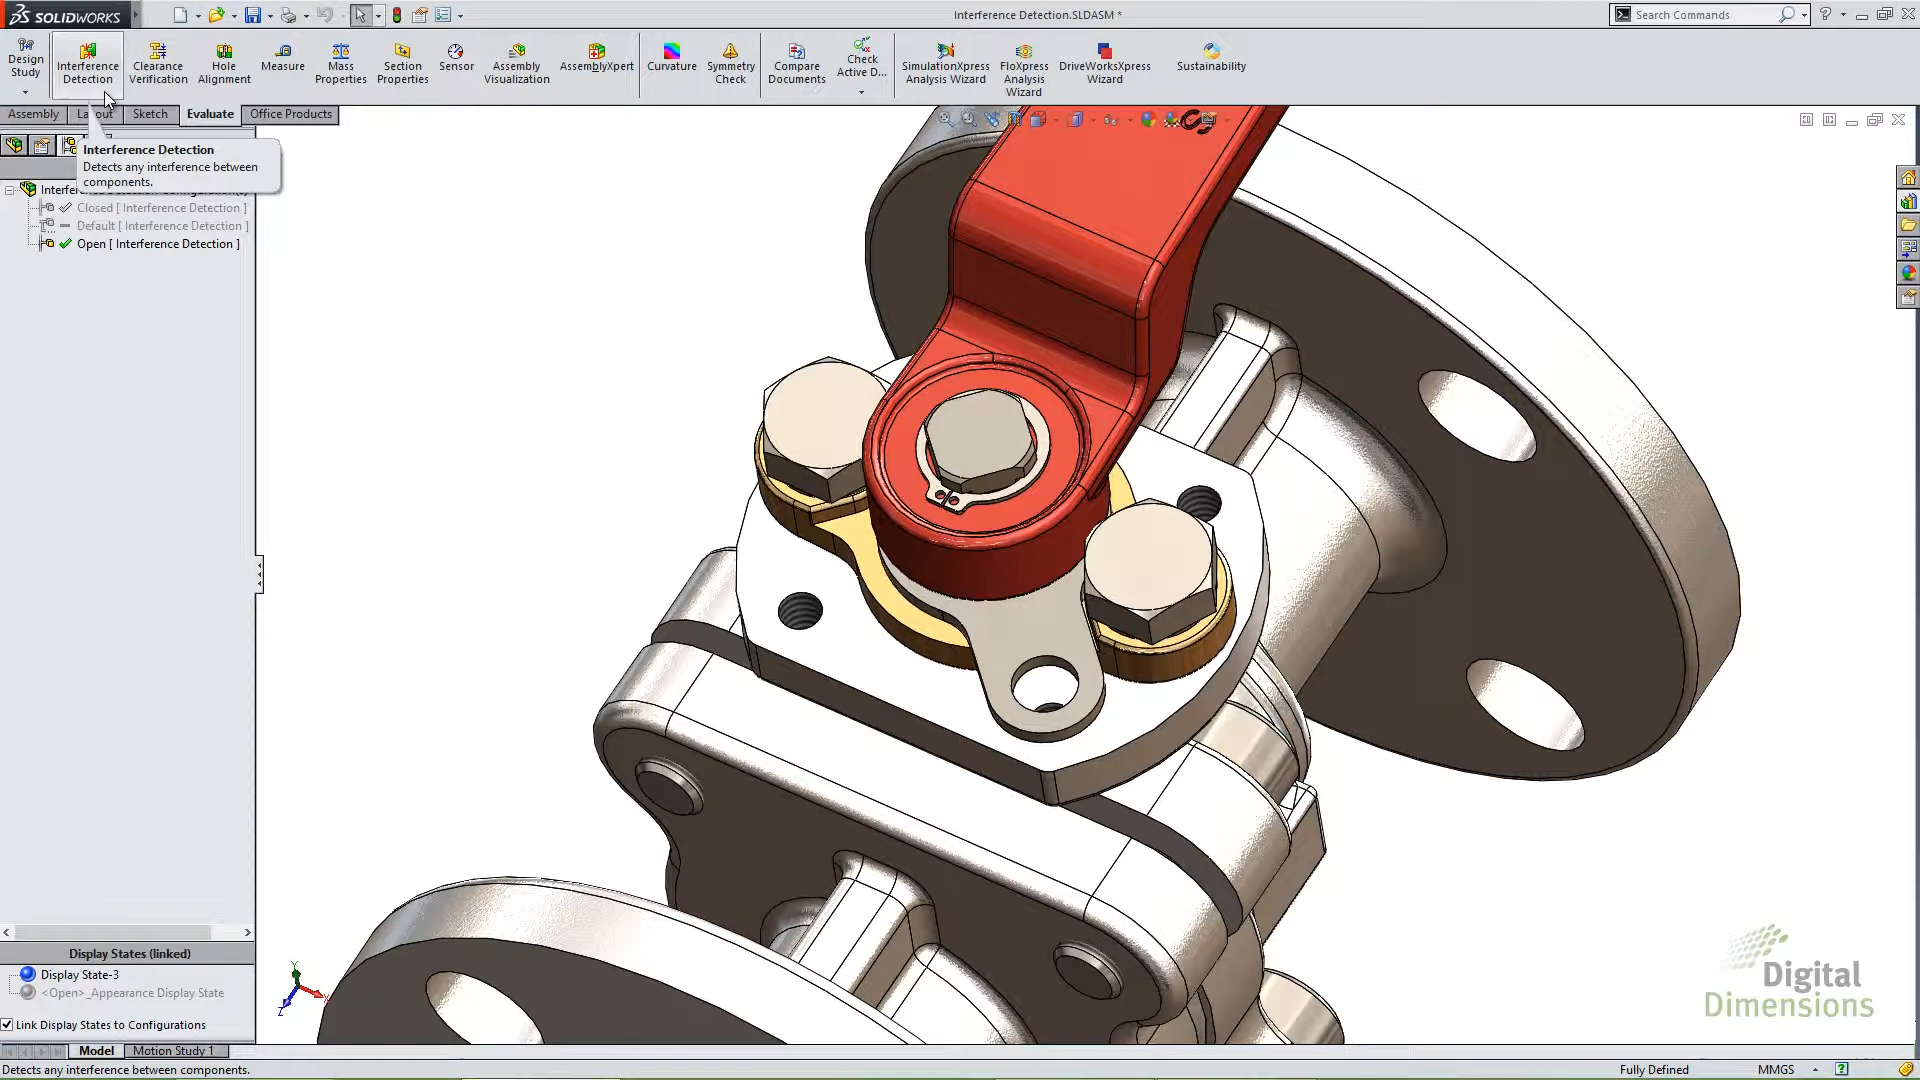 SOLIDWORKS
Interference Detection.SLDASM *
Search Commands
Design Study
Interference Detection
Clearance Verification
Hole Alignment
Measure
Mass Properties
Section Properties
Sensor
Assembly Visualization
AssemblyXpert
Curvature
Symmetry Check
Compare Documents
Check Active D...
SimulationXpress Analysis Wizard
FloXpress Analysis Wizard
DriveWorksXpress Wizard
Sustainability
Assembly
Layout
Sketch
Evaluate
Office Products
Interference Detection
Detects any interference between
components.
Closed [ Interference Detection ]
Default [ Interference Detection ]
Open [ Interference Detection ]
Display States (linked)
Display State-3
<Open>_Appearance Display State
Link Display States to Configurations
Model
Motion Study 1
Detects any interference between components.
Fully Defined
MMGS
Y
X
Z
Digital
Dimensions